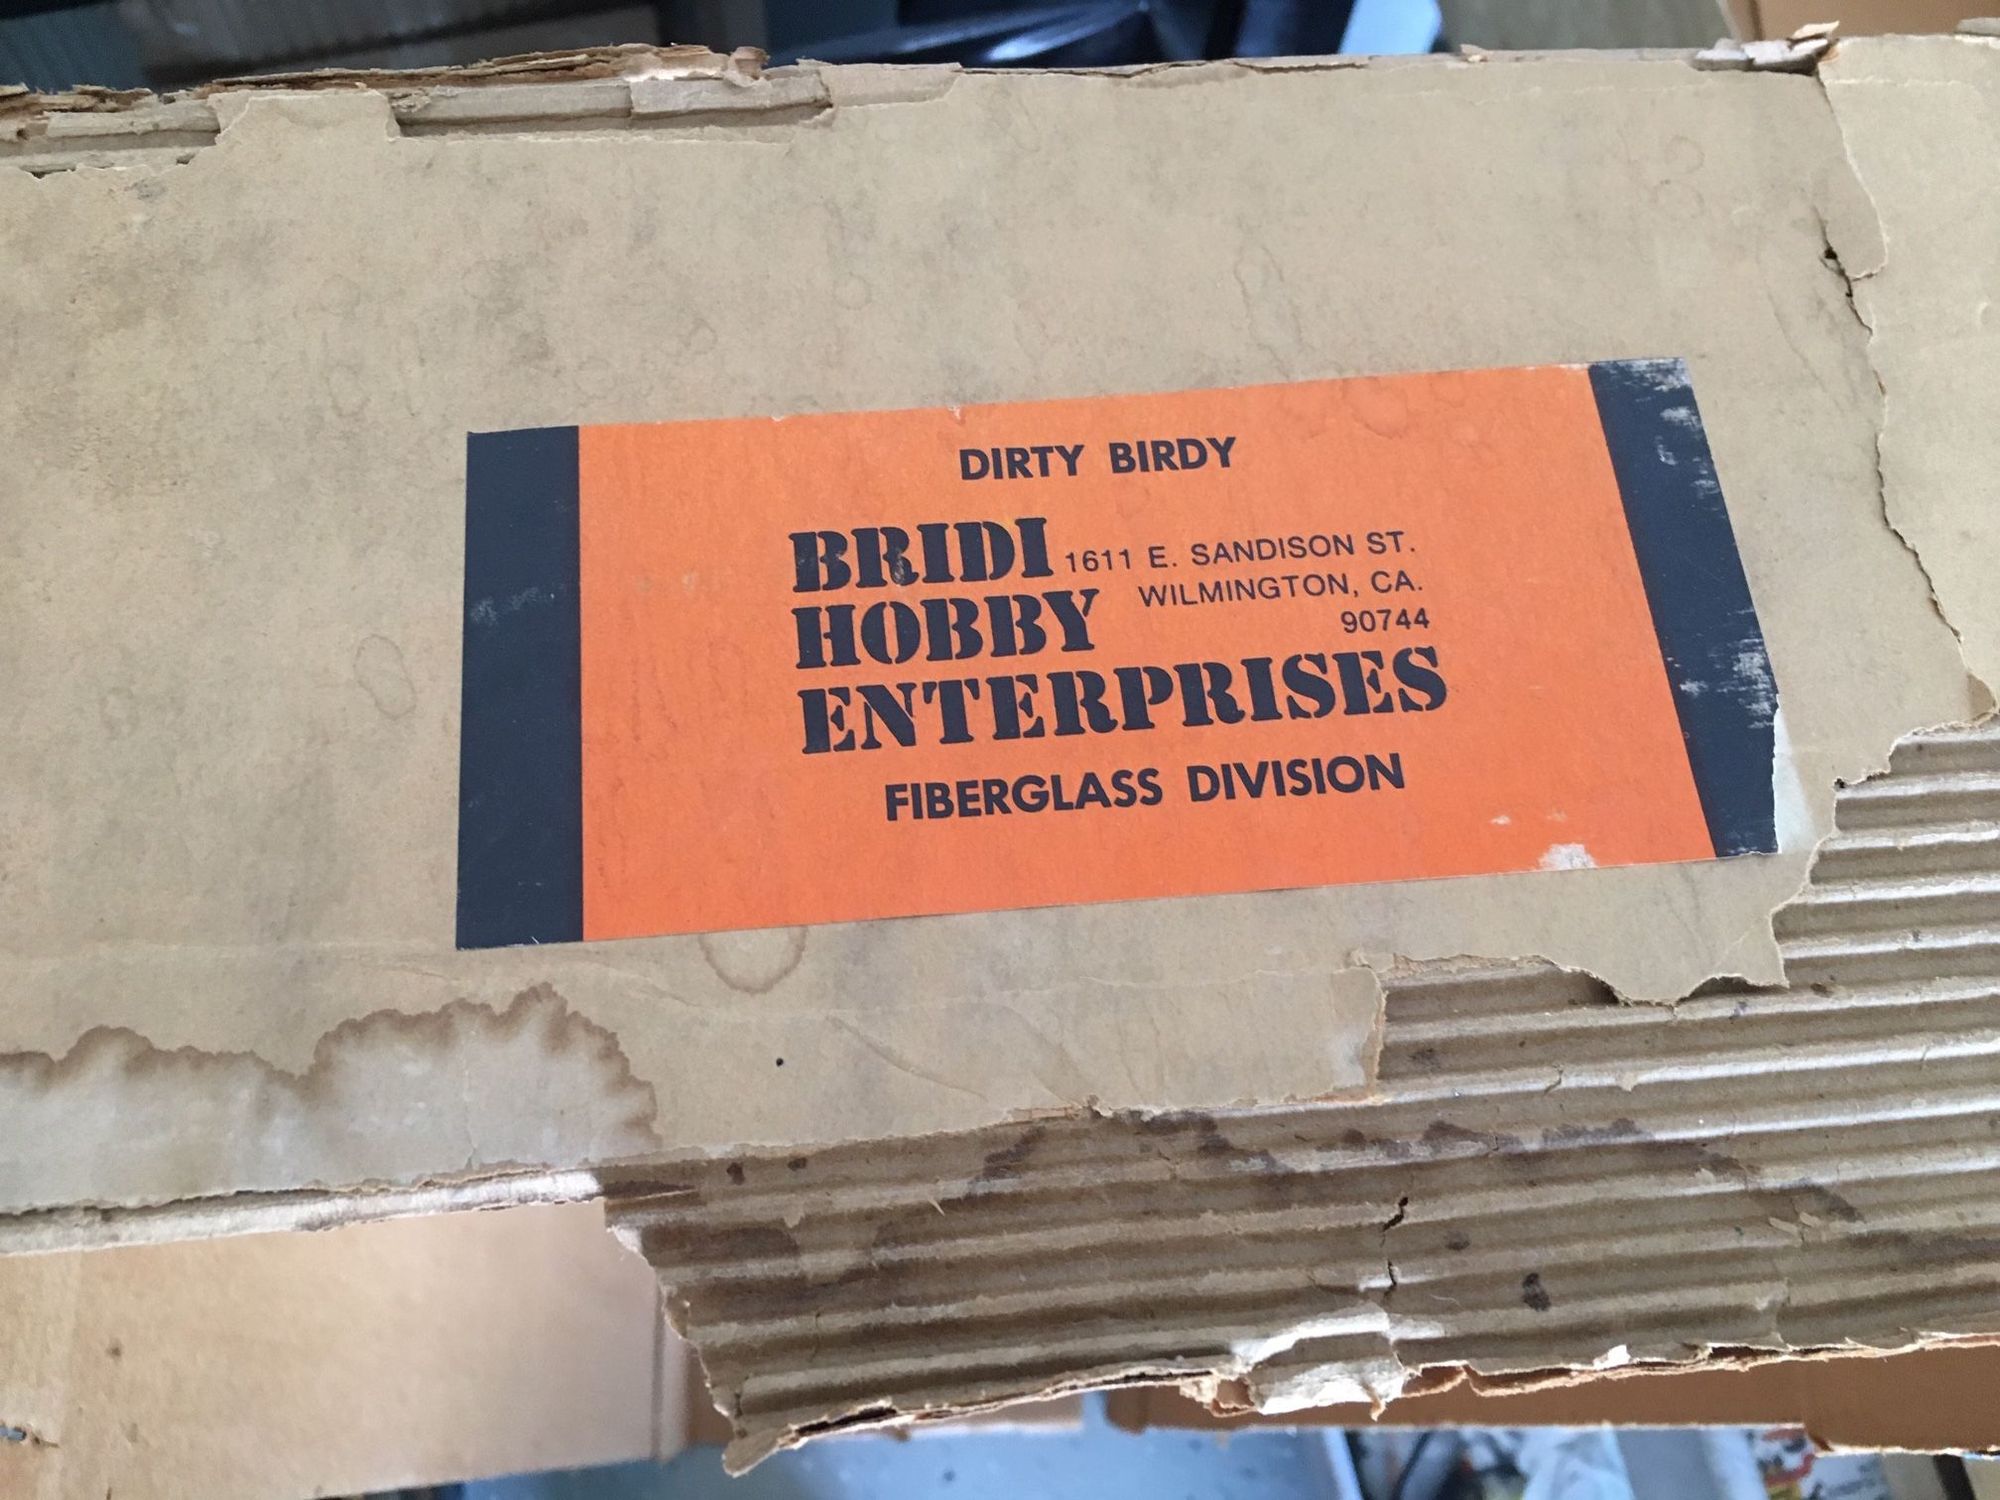 DIRTY BIRDY
BRIDI
HOBBY
ENTERPRISES
1611 E. SANDISON ST.
WILMINGTON, CA.
90744
FIBERGLASS DIVISION